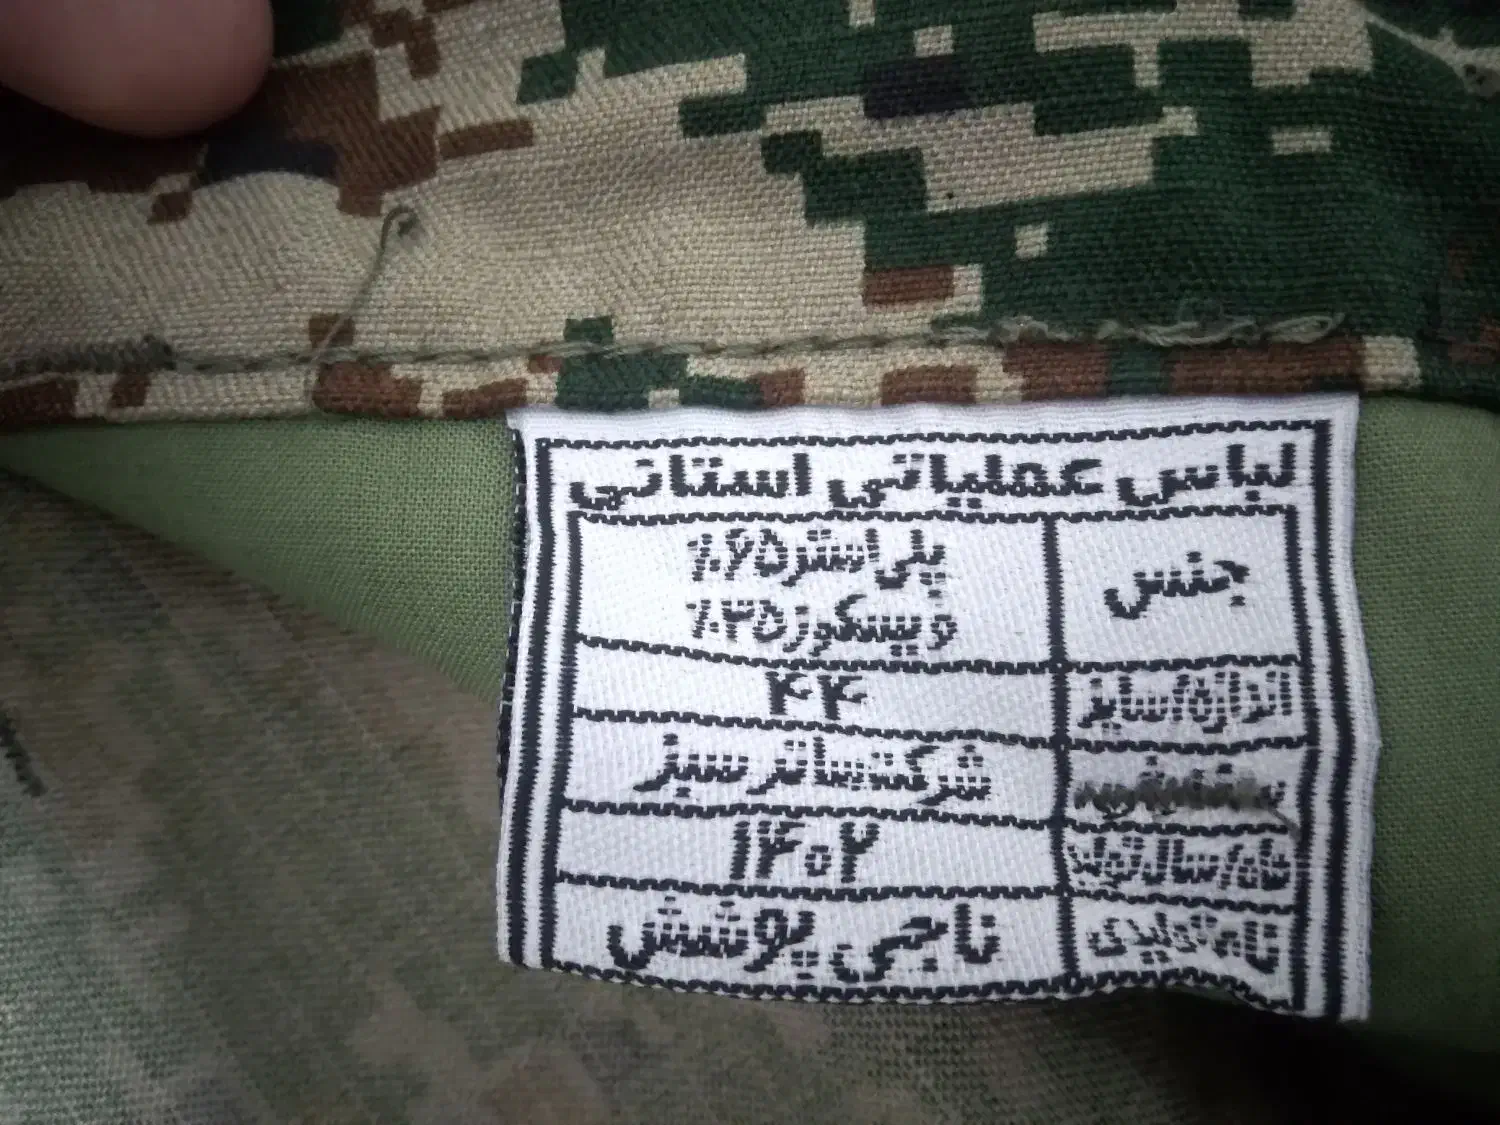 لباس عملیاتی استانی
جنس
پلی استر ۶۵٪
ویسکوز ۳۵٪
اندازه/سایز
۴۴
شرکت ساتر سبز
۱۴۰۲
ماه/سال تولید
ناجی پوشش
نام تولیدی